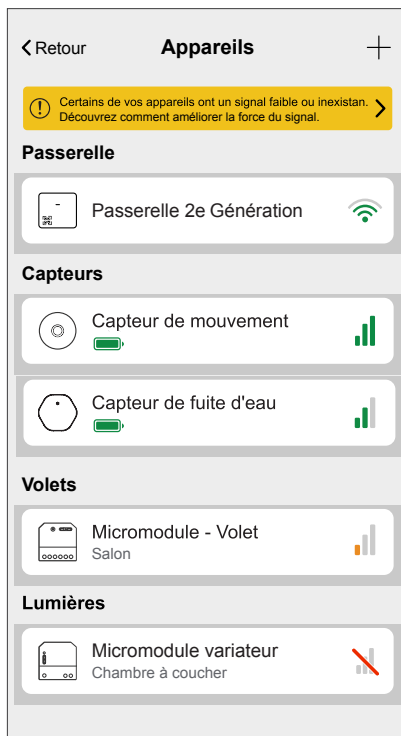 Retour
Appareils
Certains de vos appareils ont un signal faible ou inexistan.
Découvrez comment améliorer la force du signal.
Passerelle
Passerelle 2e Génération
Capteurs
Capteur de mouvement
Capteur de fuite d'eau
Volets
Micromodule - Volet
Salon
Lumières
Micromodule variateur
Chambre à coucher